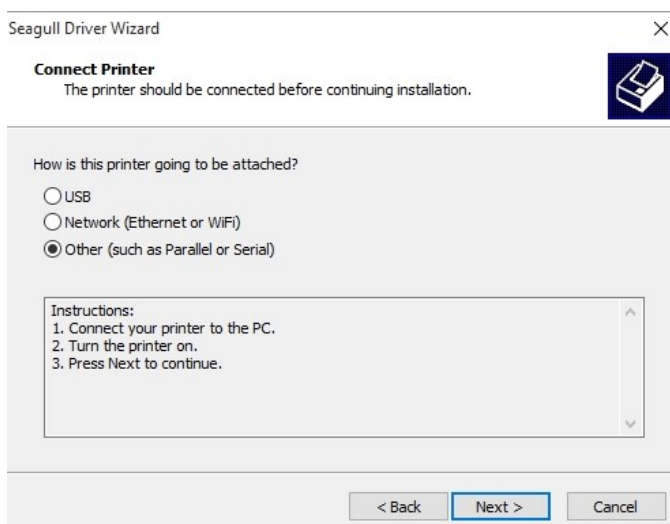 Seagull Driver Wizard
Connect Printer
The printer should be connected before continuing installation.
How is this printer going to be attached?
USB
Network (Ethernet or WiFi)
Other (such as Parallel or Serial)
Instructions:
1. Connect your printer to the PC.
2. Turn the printer on.
3. Press Next to continue.
< Back Next > Cancel